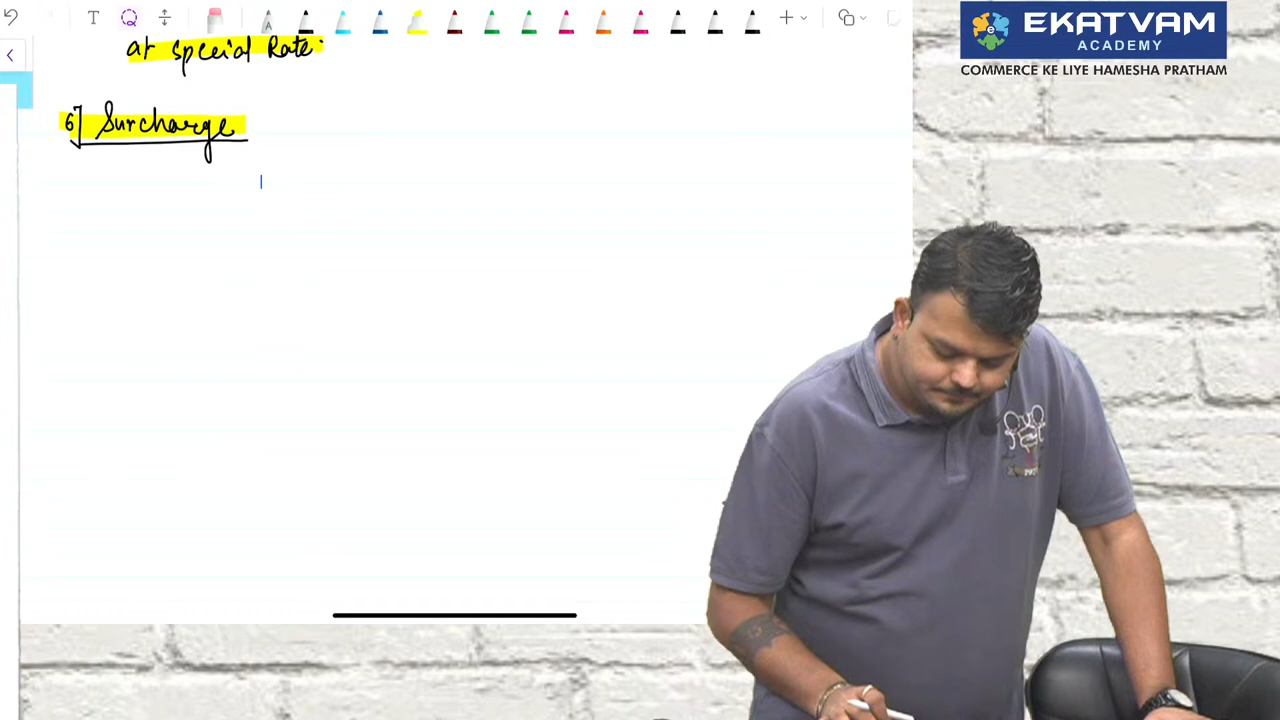 at special Rate.
6] Surcharge
EKATVAM
ACADEMY
COMMERCE KE LIYE HAMESHA PRATHAM